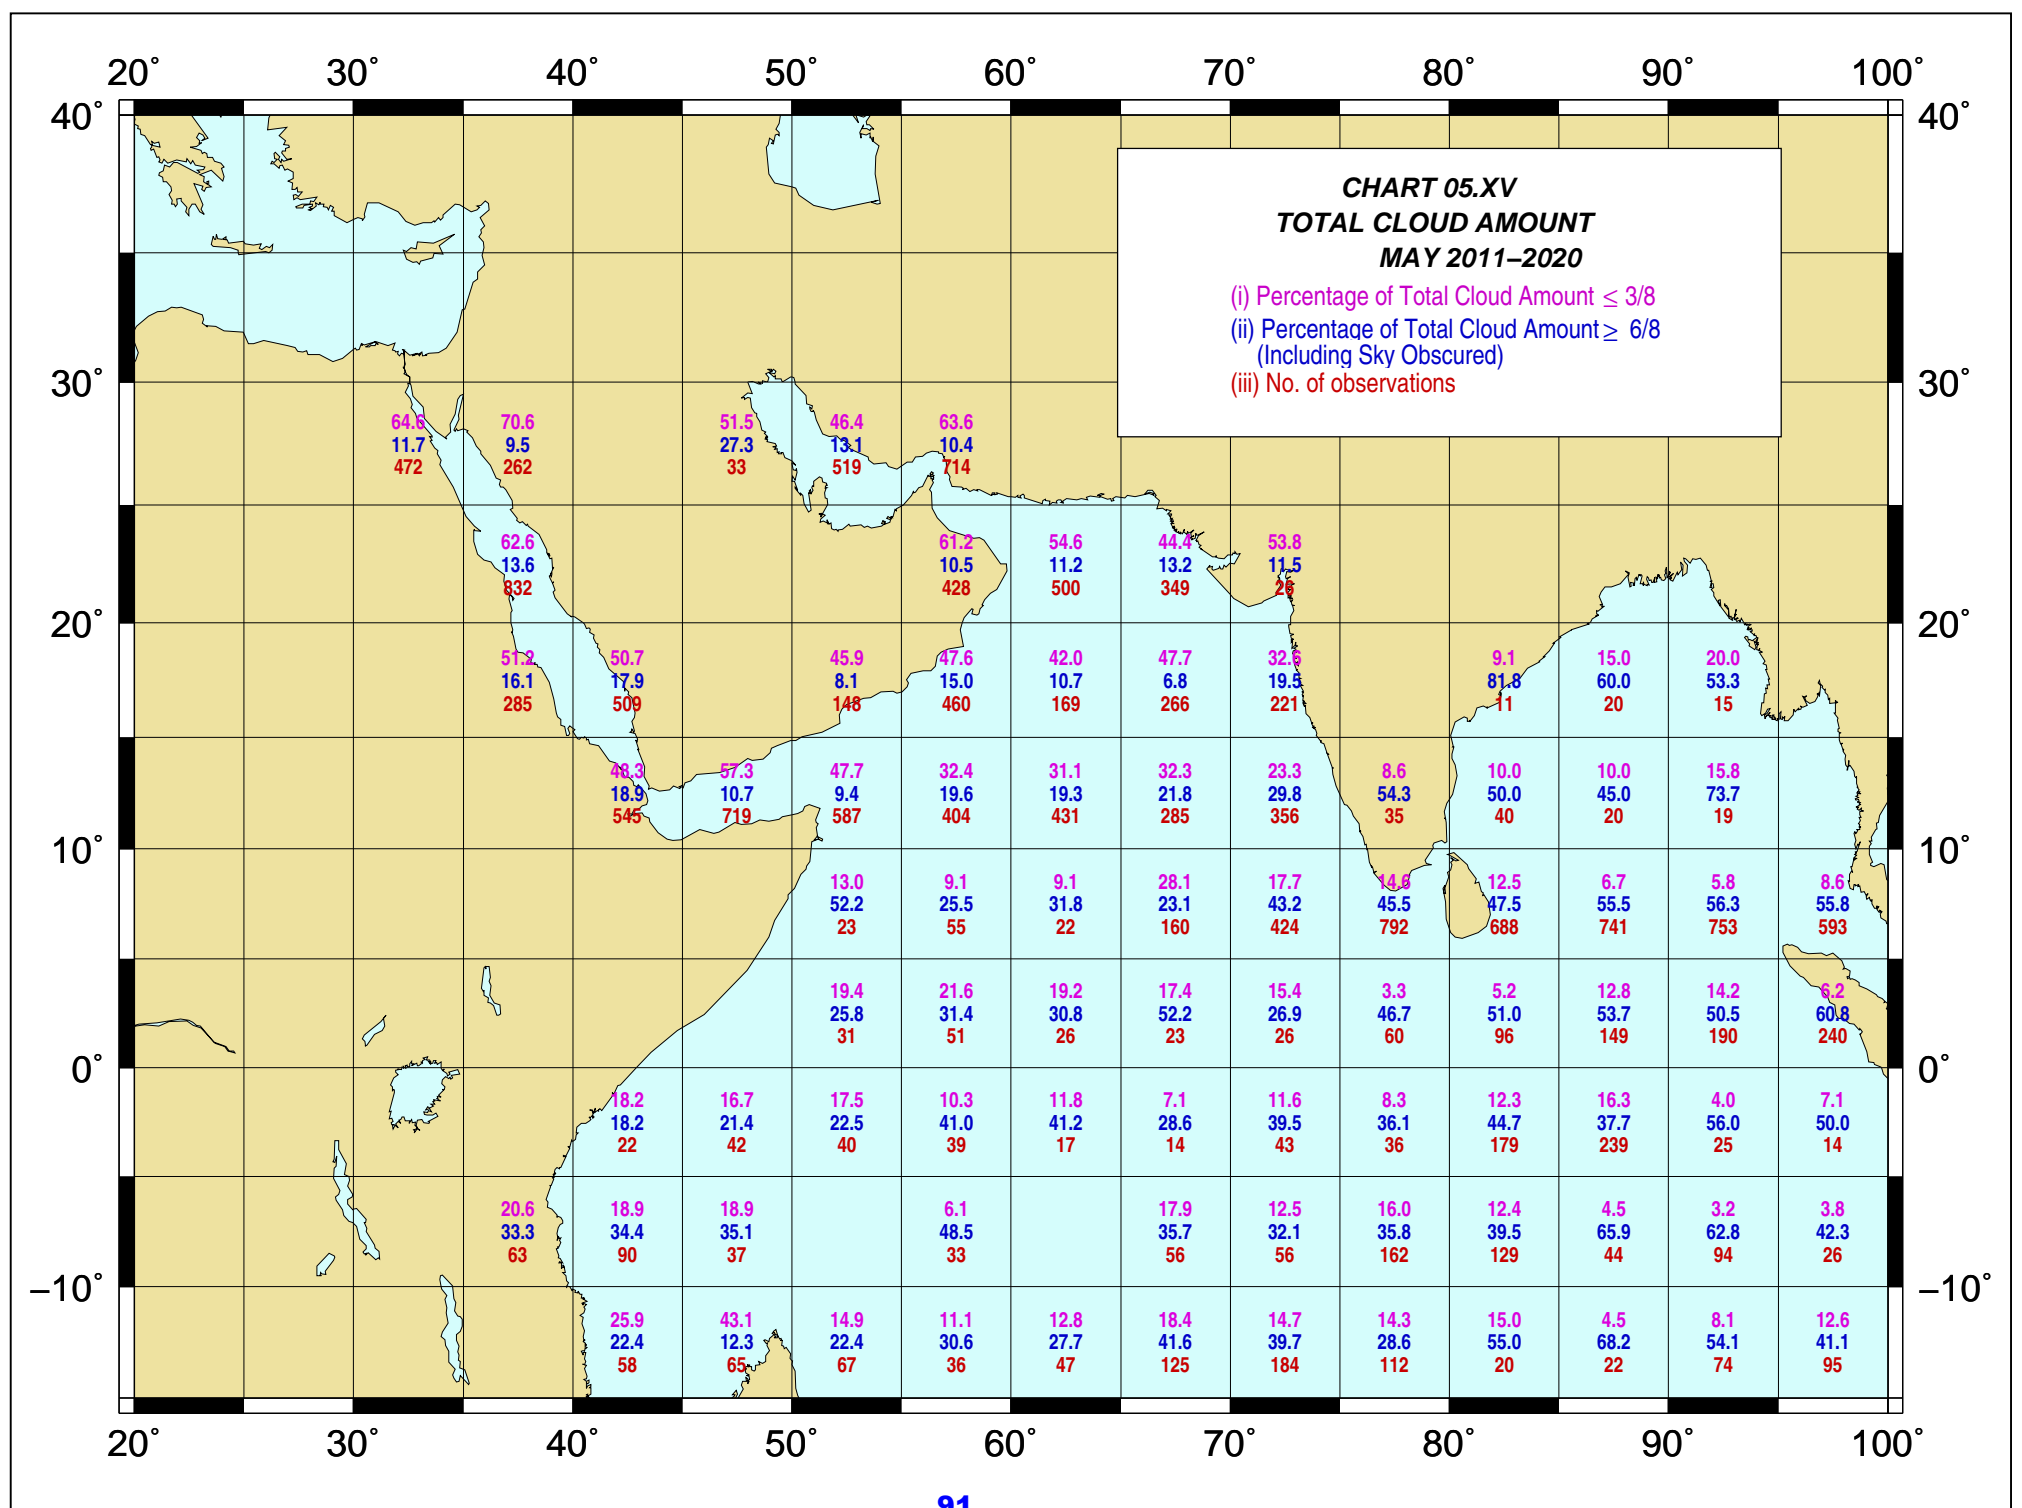 20° 30° 40° 50° 60° 70° 80° 90° 100°
40° 40°
CHART 05.XV
TOTAL CLOUD AMOUNT
MAY 2011–2020
(i) Percentage of Total Cloud Amount ≤ 3/8
(ii) Percentage of Total Cloud Amount ≥ 6/8
(Including Sky Obscured)
(iii) No. of observations
30° 30°
64.6 70.6 51.5 46.4 63.6
11.7 9.5 27.3 13.1 10.4
472 262 33 519 714
62.6 61.2 54.6 44.4 53.8
13.6 10.5 11.2 13.2 11.5
832 428 500 349 26
20° 20°
51.2 50.7 45.9 47.6 42.0 47.7 32.6 9.1 15.0 20.0
16.1 17.9 8.1 15.0 10.7 6.8 19.5 81.8 60.0 53.3
285 509 148 460 169 266 221 11 20 15
48.3 57.3 47.7 32.4 31.1 32.3 23.3 8.6 10.0 10.0 15.8
18.9 10.7 9.4 19.6 19.3 21.8 29.8 54.3 50.0 45.0 73.7
545 719 587 404 431 285 356 35 40 20 19
10° 10°
13.0 9.1 9.1 28.1 17.7 14.6 12.5 6.7 5.8 8.6
52.2 25.5 31.8 23.1 43.2 45.5 47.5 55.5 56.3 55.8
23 55 22 160 424 792 688 741 753 593
19.4 21.6 19.2 17.4 15.4 3.3 5.2 12.8 14.2 6.2
25.8 31.4 30.8 52.2 26.9 46.7 51.0 53.7 50.5 60.8
31 51 26 23 26 60 96 149 190 240
0° 0°
18.2 16.7 17.5 10.3 11.8 7.1 11.6 8.3 12.3 16.3 4.0 7.1
18.2 21.4 22.5 41.0 41.2 28.6 39.5 36.1 44.7 37.7 56.0 50.0
22 42 40 39 17 14 43 36 179 239 25 14
20.6 18.9 18.9 6.1 17.9 12.5 16.0 12.4 4.5 3.2 3.8
33.3 34.4 35.1 48.5 35.7 32.1 35.8 39.5 65.9 62.8 42.3
63 90 37 33 56 56 162 129 44 94 26
–10° –10°
25.9 43.1 14.9 11.1 12.8 18.4 14.7 14.3 15.0 4.5 8.1 12.6
22.4 12.3 22.4 30.6 27.7 41.6 39.7 28.6 55.0 68.2 54.1 41.1
58 65 67 36 47 125 184 112 20 22 74 95
20° 30° 40° 50° 60° 70° 80° 90° 100°
91